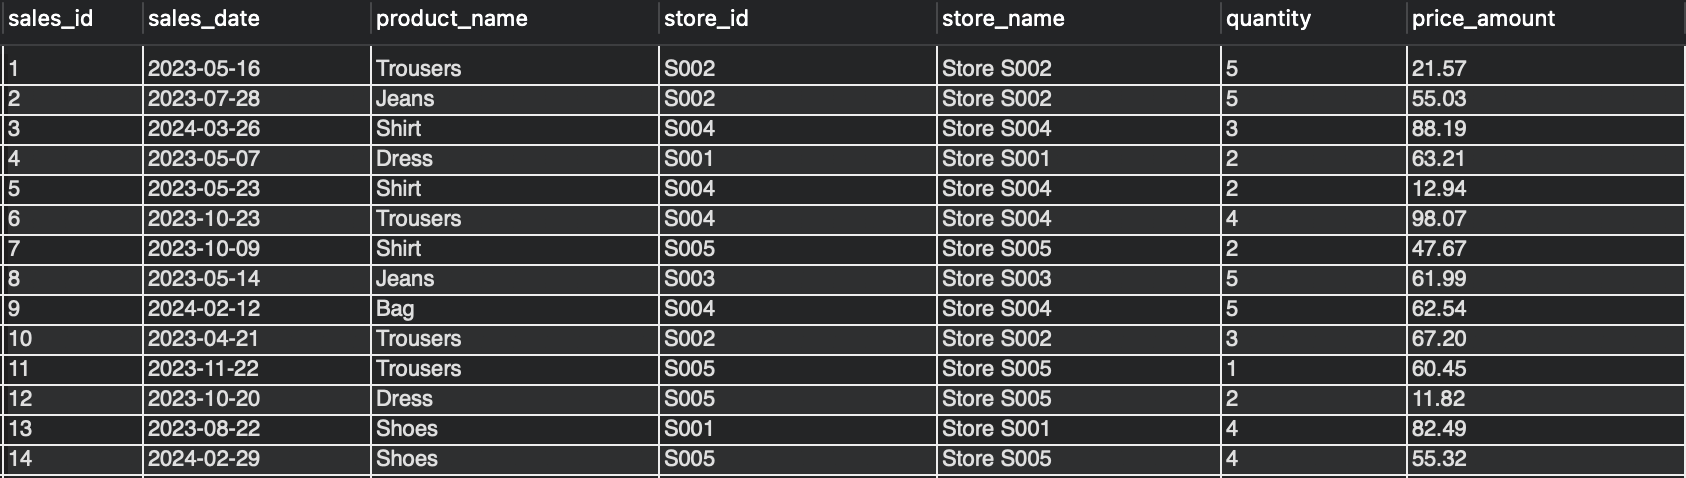 sales_id sales_date product_name store_id store_name quantity price_amount
1 2023-05-16 Trousers S002 Store S002 5 21.57
2 2023-07-28 Jeans S002 Store S002 5 55.03
3 2024-03-26 Shirt S004 Store S004 3 88.19
4 2023-05-07 Dress S001 Store S001 2 63.21
5 2023-05-23 Shirt S004 Store S004 2 12.94
6 2023-10-23 Trousers S004 Store S004 4 98.07
7 2023-10-09 Shirt S005 Store S005 2 47.67
8 2023-05-14 Jeans S003 Store S003 5 61.99
9 2024-02-12 Bag S004 Store S004 5 62.54
10 2023-04-21 Trousers S002 Store S002 3 67.20
11 2023-11-22 Trousers S005 Store S005 1 60.45
12 2023-10-20 Dress S005 Store S005 2 11.82
13 2023-08-22 Shoes S001 Store S001 4 82.49
14 2024-02-29 Shoes S005 Store S005 4 55.32